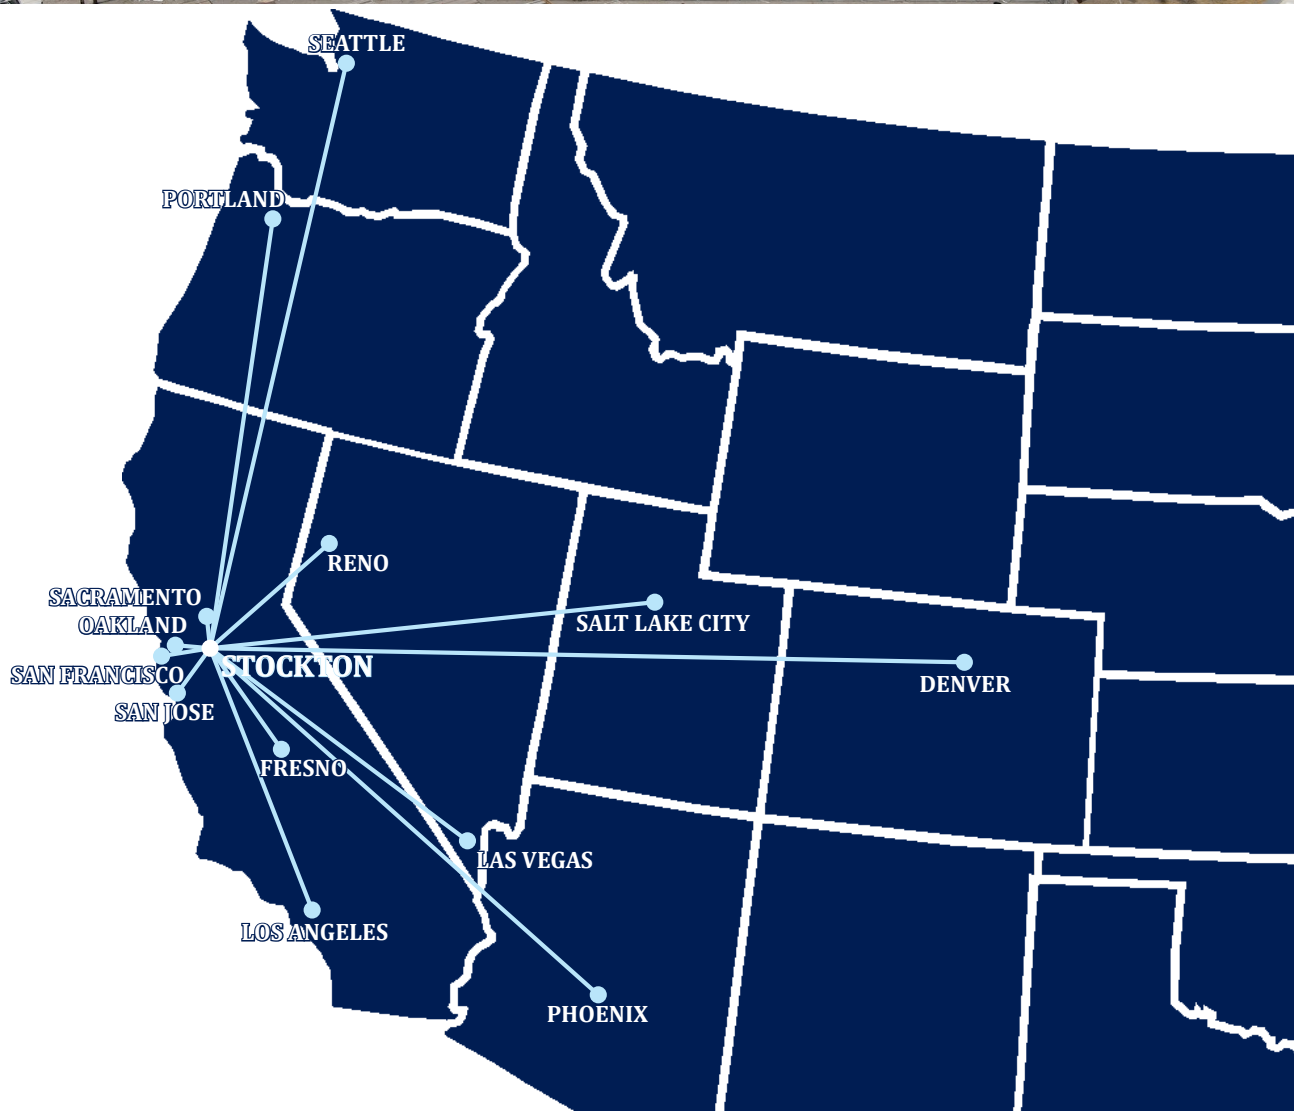 SEATTLE
PORTLAND
RENO
SACRAMENTO
SALT LAKE CITY
OAKLAND
STOCKTON
SAN FRANCISCO
DENVER
SAN JOSE
FRESNO
LAS VEGAS
LOS ANGELES
PHOENIX